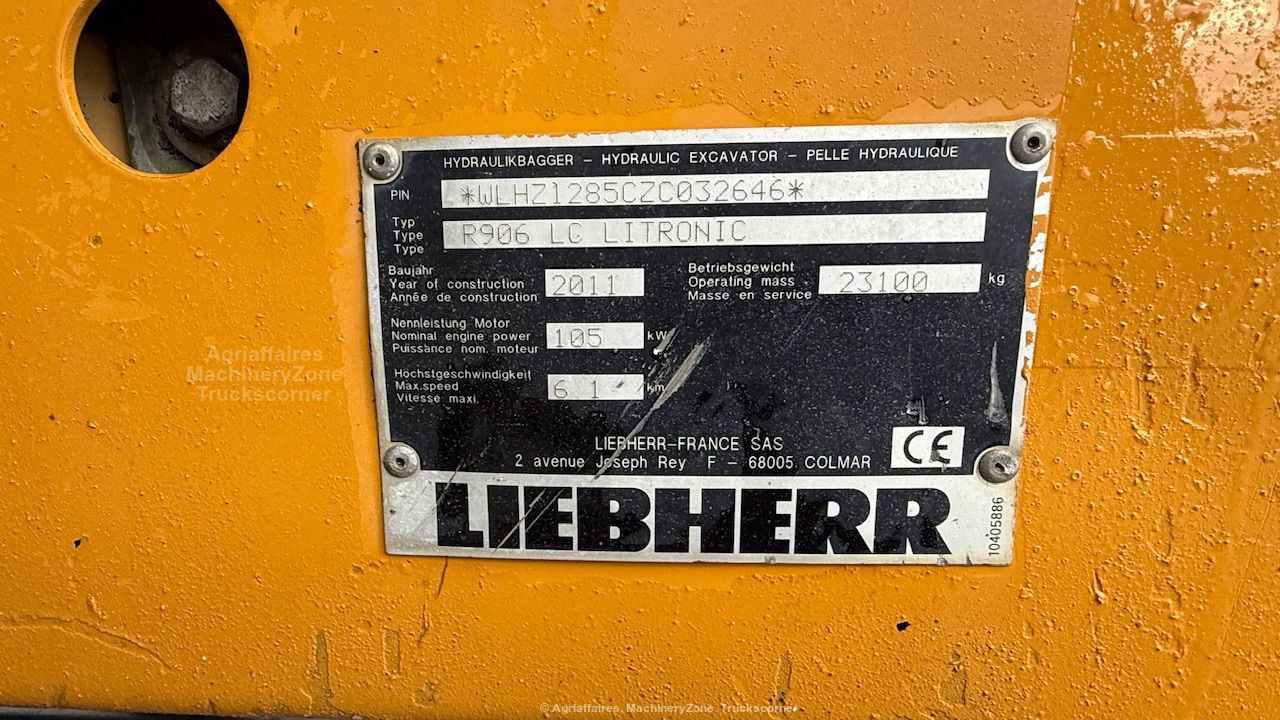 HYDRAULIKBAGGER – HYDRAULIC EXCAVATOR – PELLE HYDRAULIQUE
PIN *WLHZ1285CZC032646*
Typ
Type R906 LC LITRONIC
Type
Baujahr
Year of construction 2011
Année de construction
Betriebsgewicht
Operating mass 23100 kg
Masse en service
Nennleistung Motor
Nominal engine power 105 kW
Puissance nom. moteur
Höchstgeschwindigkeit
Max.speed 6 1 km
Vitesse maxi.
LIEBHERR–FRANCE SAS
2 avenue Joseph Rey F – 68005 COLMAR
CE
LIEBHERR
10405886
Agriaffaires
MachineryZone
Truckscorner
© Agriaffaires, MachineryZone, Truckscorner